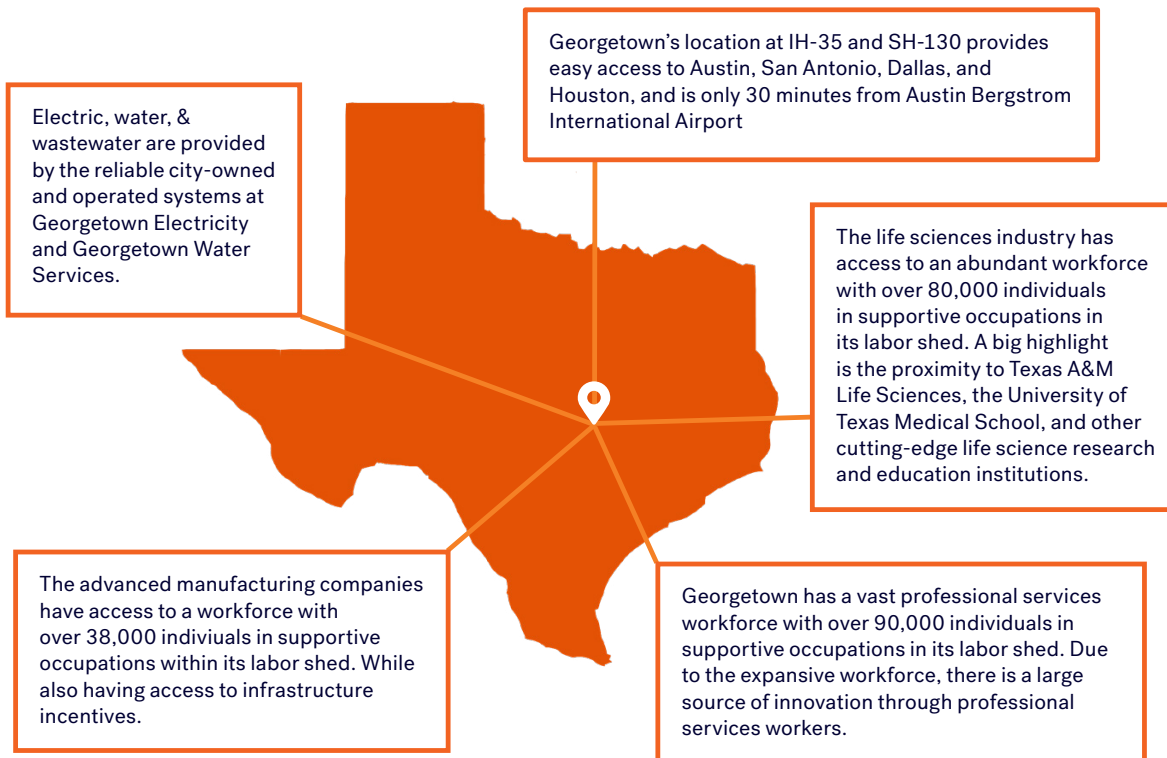 Georgetown’s location at IH-35 and SH-130 provides
easy access to Austin, San Antonio, Dallas, and
Houston, and is only 30 minutes from Austin Bergstrom
International Airport
Electric, water, &
wastewater are provided
by the reliable city-owned
and operated systems at
Georgetown Electricity
and Georgetown Water
Services.
The life sciences industry has
access to an abundant workforce
with over 80,000 individuals
in supportive occupations in
its labor shed. A big highlight
is the proximity to Texas A&M
Life Sciences, the University of
Texas Medical School, and other
cutting-edge life science research
and education institutions.
The advanced manufacturing companies
have access to a workforce with
over 38,000 indiviuals in supportive
occupations within its labor shed. While
also having access to infrastructure
incentives.
Georgetown has a vast professional services
workforce with over 90,000 individuals in
supportive occupations in its labor shed. Due
to the expansive workforce, there is a large
source of innovation through professional
services workers.